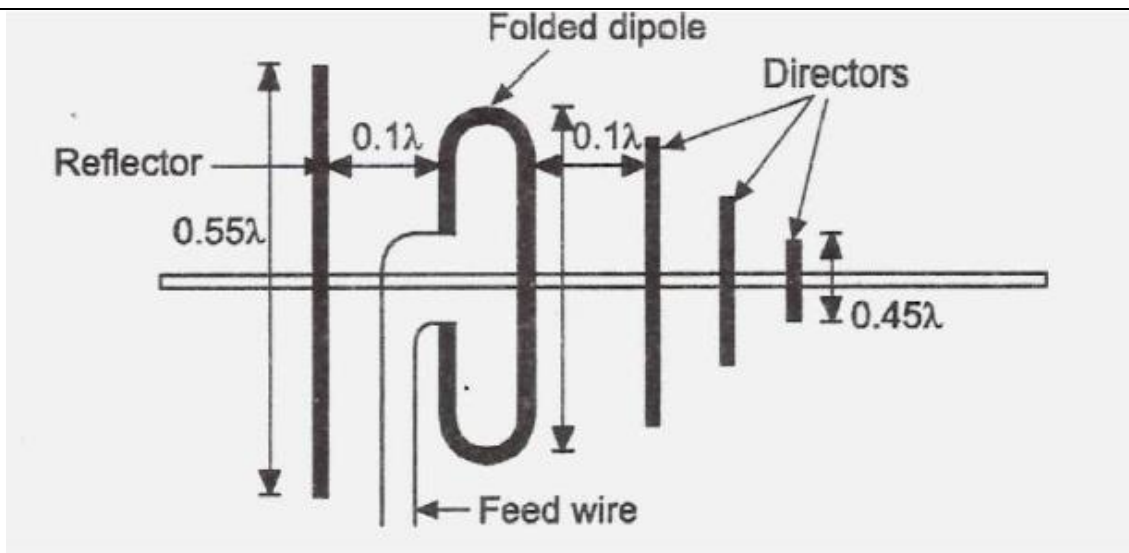 Folded dipole
Directors
0.1λ
0.1λ
Reflector
0.55λ
0.45λ
Feed wire